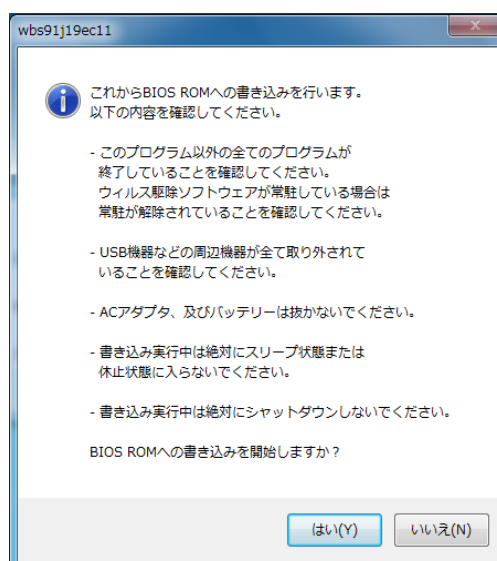 wbs91j19ec11
これからBIOS ROMへの書き込みを行います。
以下の内容を確認してください。
- このプログラム以外の全てのプログラムが
終了していることを確認してください。
ウィルス駆除ソフトウェアが常駐している場合は
常駐が解除されていることを確認してください。
- USB機器などの周辺機器が全て取り外されて
いることを確認してください。
- ACアダプタ、及びバッテリーは抜かないでください。
- 書き込み実行中は絶対にスリープ状態または
休止状態に入らないでください。
- 書き込み実行中は絶対にシャットダウンしないでください。
BIOS ROMへの書き込みを開始しますか？
はい(Y)
いいえ(N)